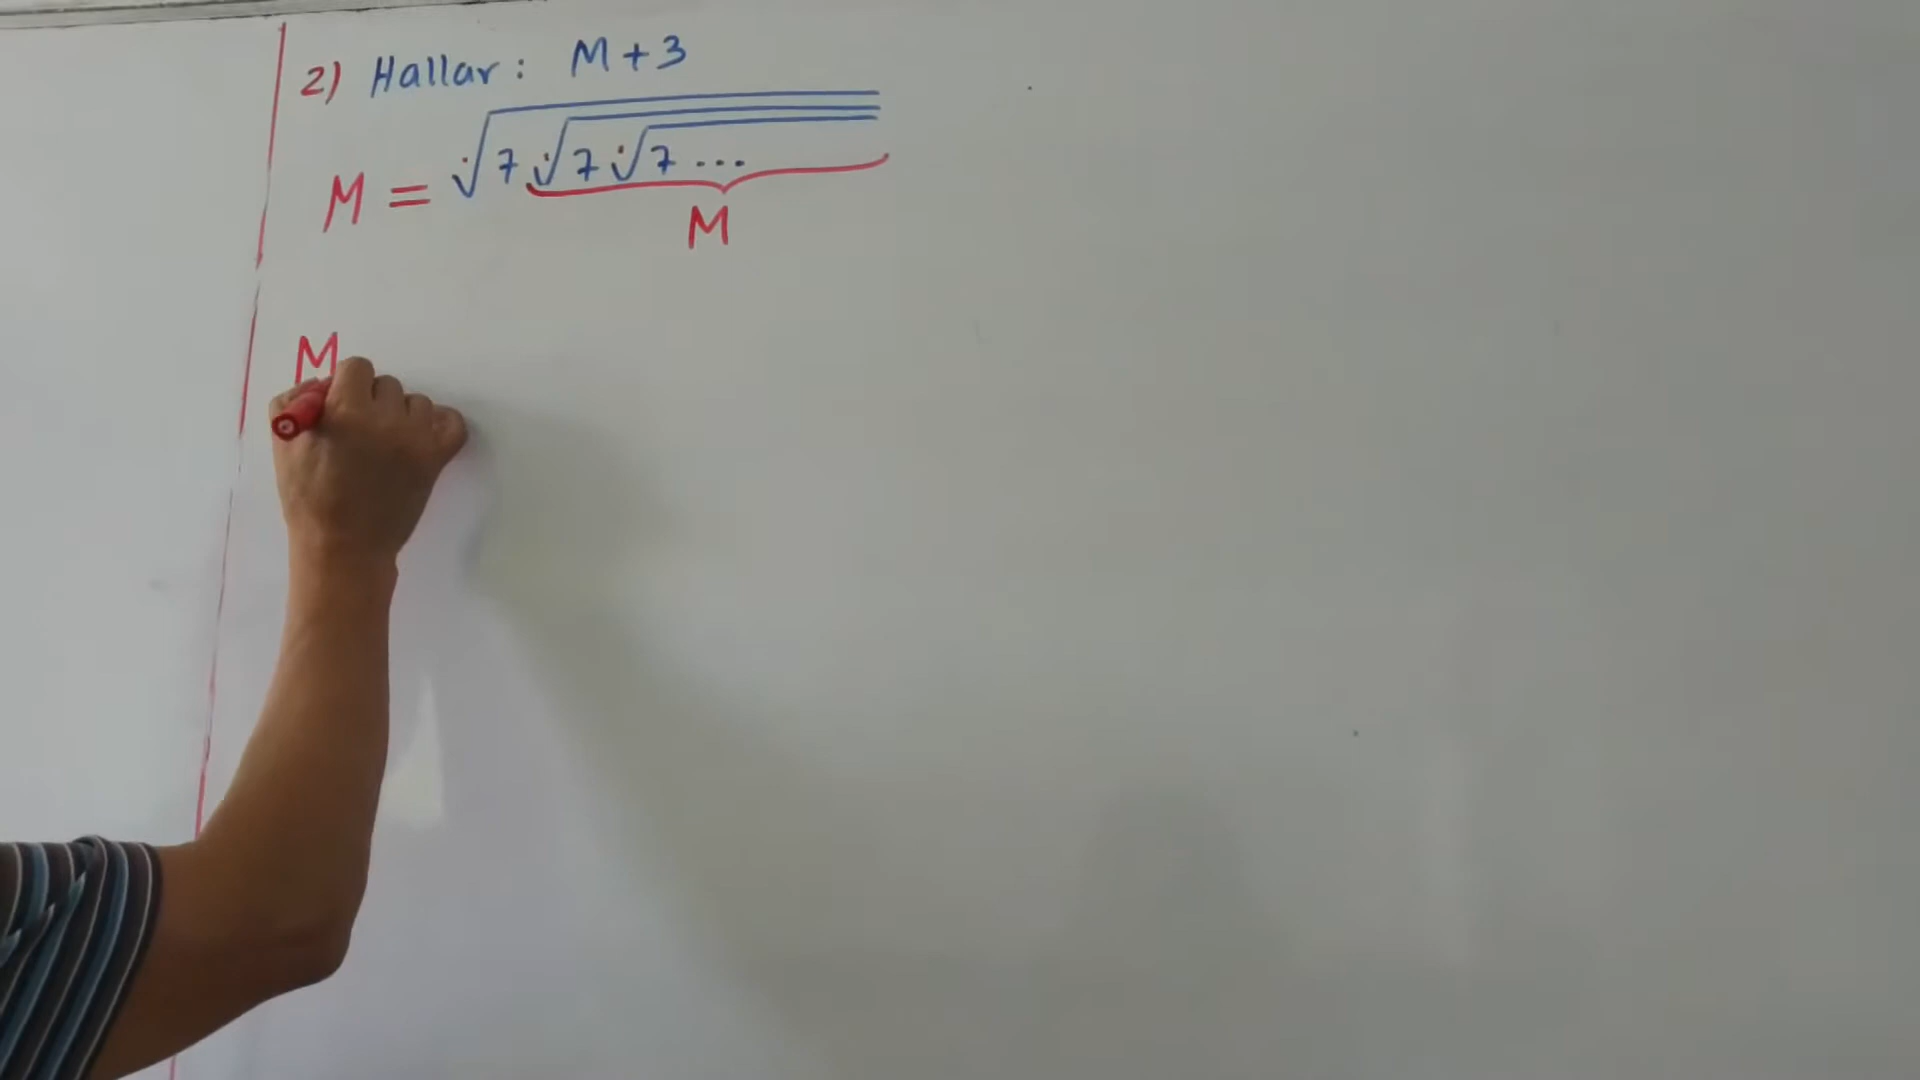 2) Hallar: M + 3
M = √7√7√7 ...
M
M